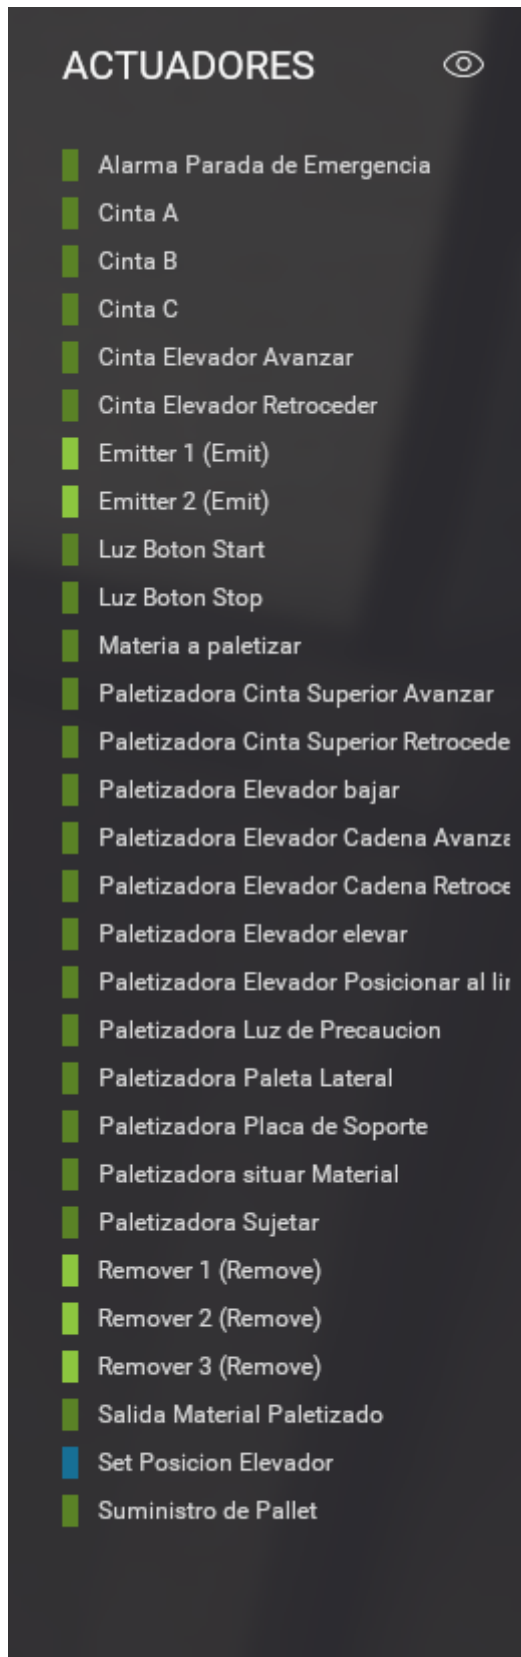 ACTUADORES
Alarma Parada de Emergencia
Cinta A
Cinta B
Cinta C
Cinta Elevador Avanzar
Cinta Elevador Retroceder
Emitter 1 (Emit)
Emitter 2 (Emit)
Luz Boton Start
Luz Boton Stop
Materia a paletizar
Paletizadora Cinta Superior Avanzar
Paletizadora Cinta Superior Retrocede
Paletizadora Elevador bajar
Paletizadora Elevador Cadena Avanza
Paletizadora Elevador Cadena Retroce
Paletizadora Elevador elevar
Paletizadora Elevador Posicionar al
Paletizadora Luz de Precaucion
Paletizadora Paleta Lateral
Paletizadora Placa de Soporte
Paletizadora situar Material
Paletizadora Sujetar
Remover 1 (Remove)
Remover 2 (Remove)
Remover 3 (Remove)
Salida Material Paletizado
Set Posicion Elevador
Suministro de Pallet